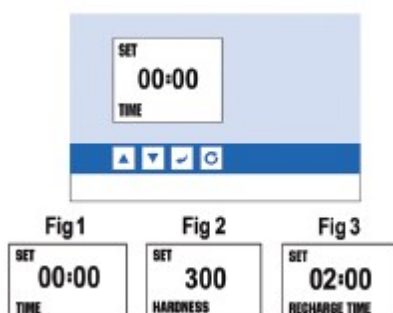 SET
00:00
TIME
Fig 1
Fig 2
Fig 3
SET
00:00
TIME
SET
300
HARDNESS
SET
02:00
RECHARGE TIME